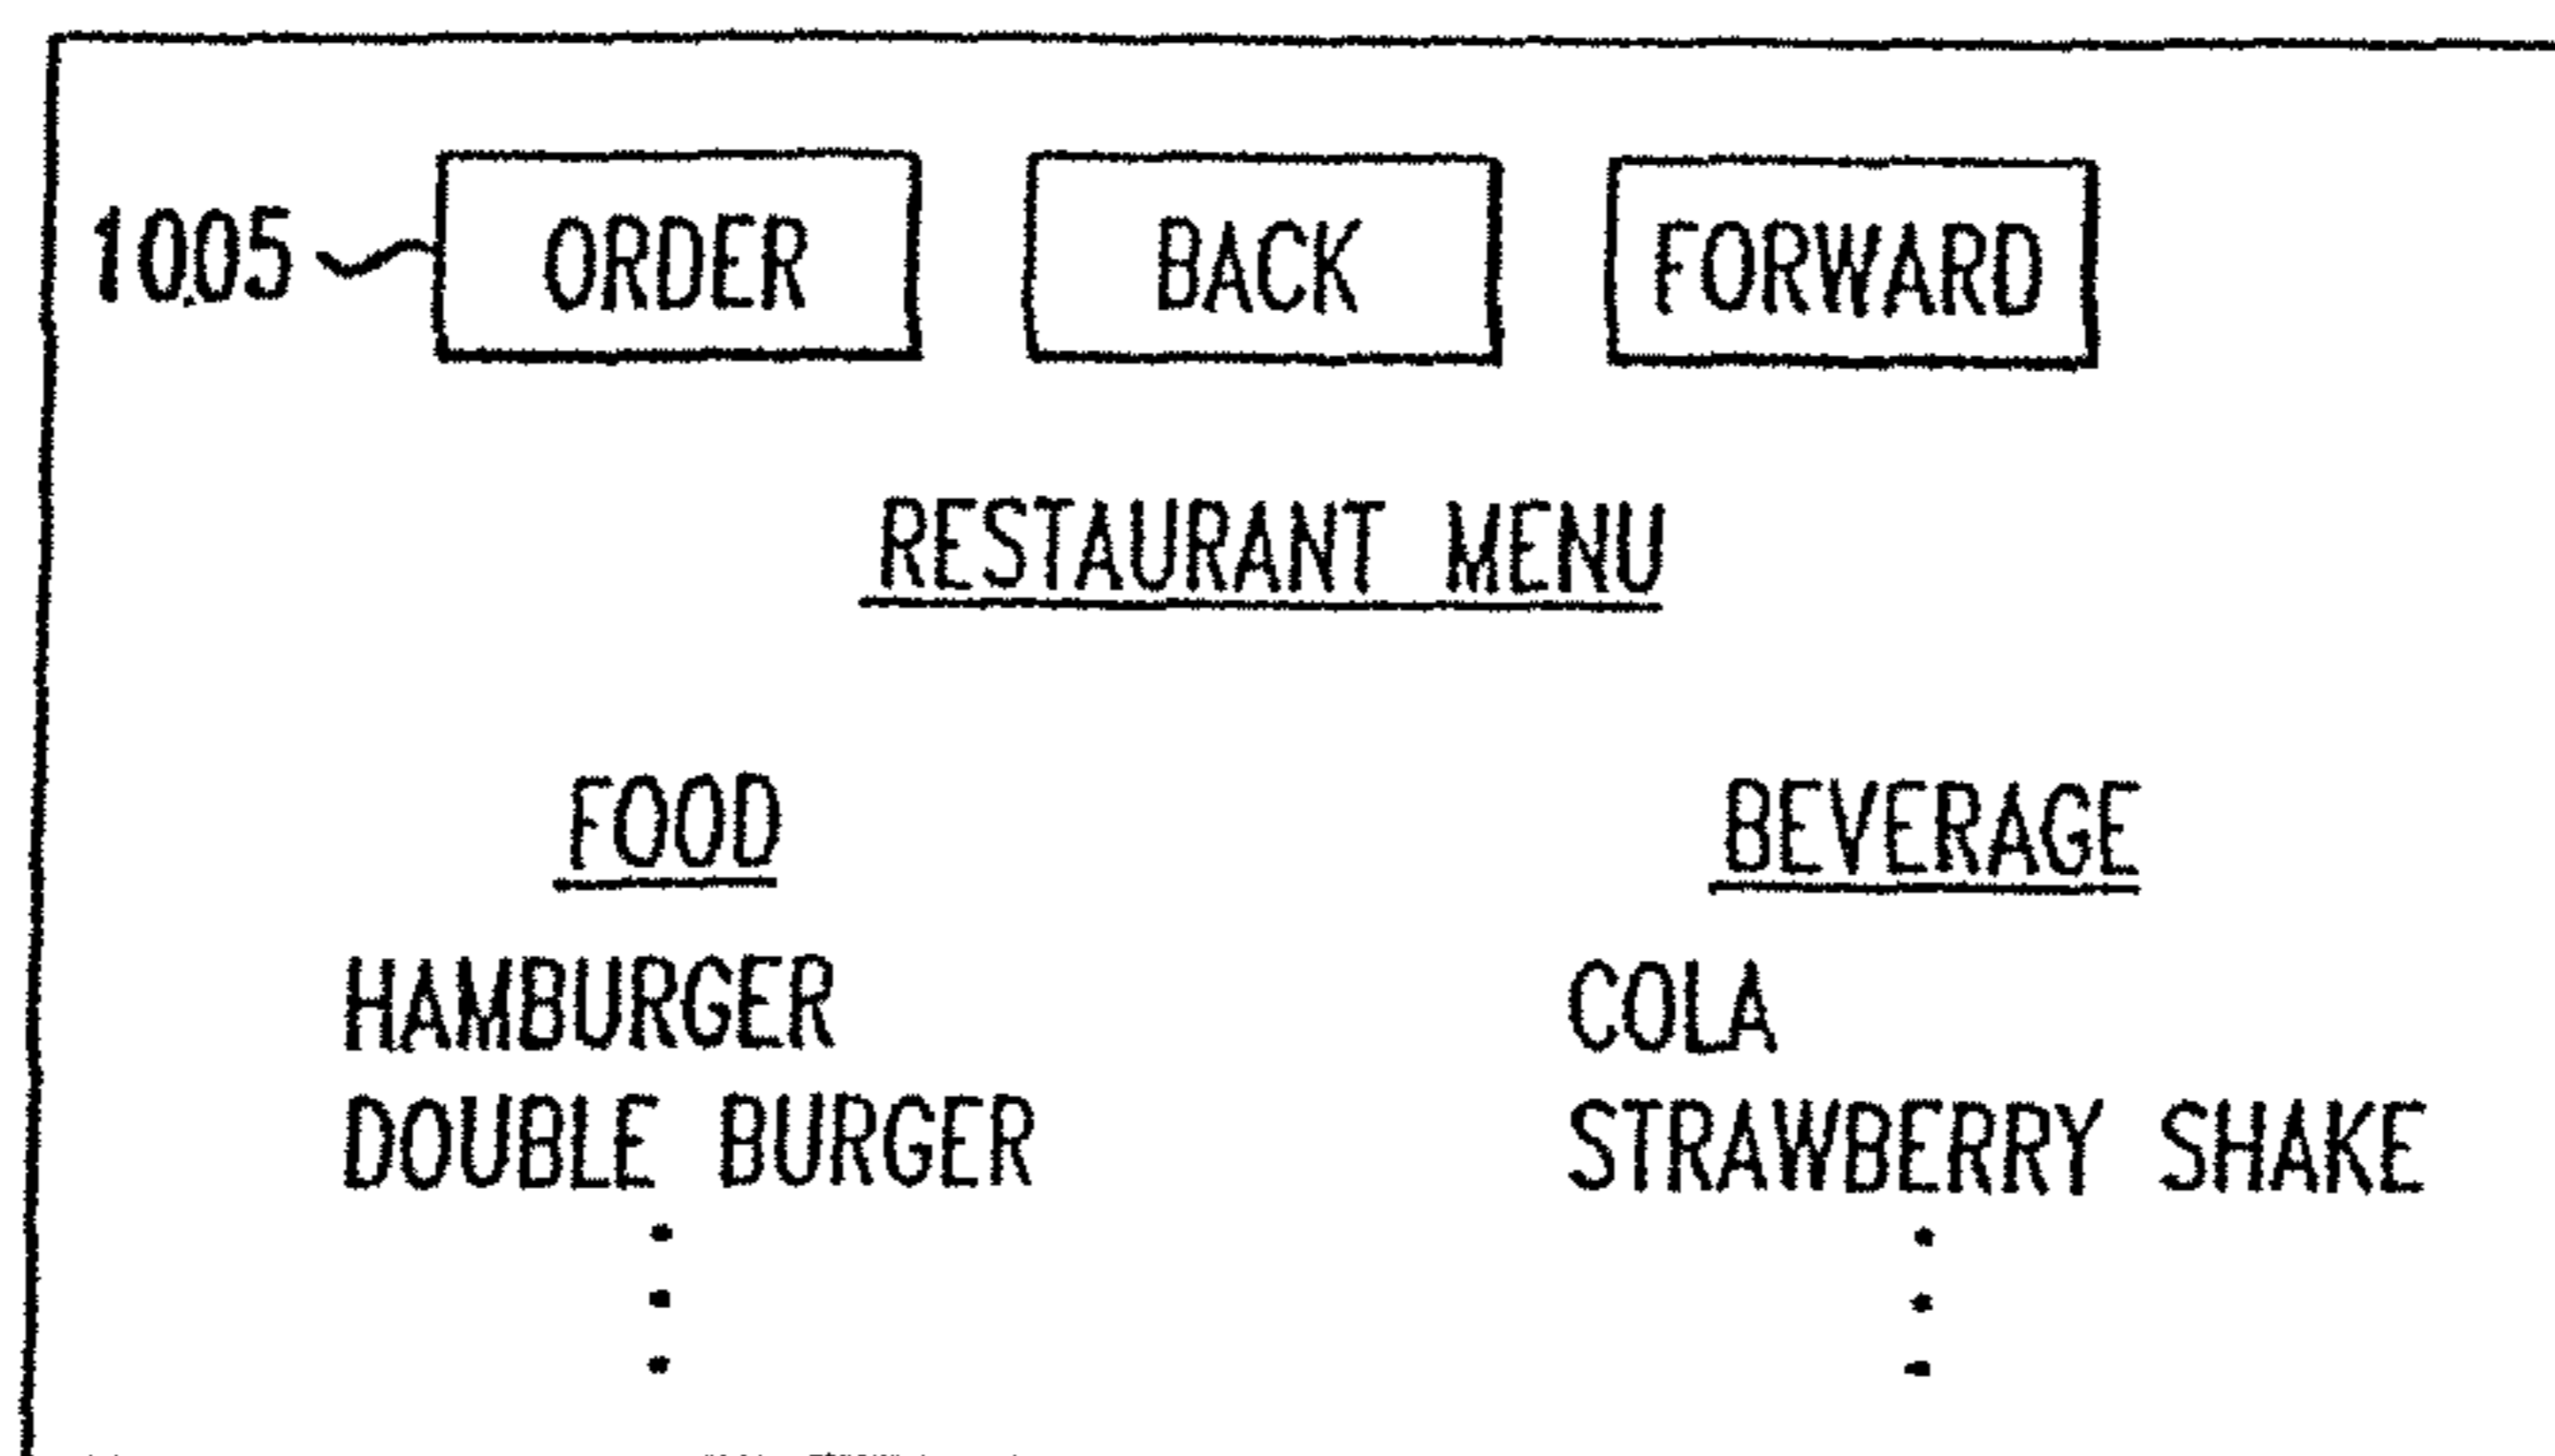 1005 ORDER BACK FORWARD
RESTAURANT MENU
FOOD BEVERAGE
HAMBURGER COLA
DOUBLE BURGER STRAWBERRY SHAKE